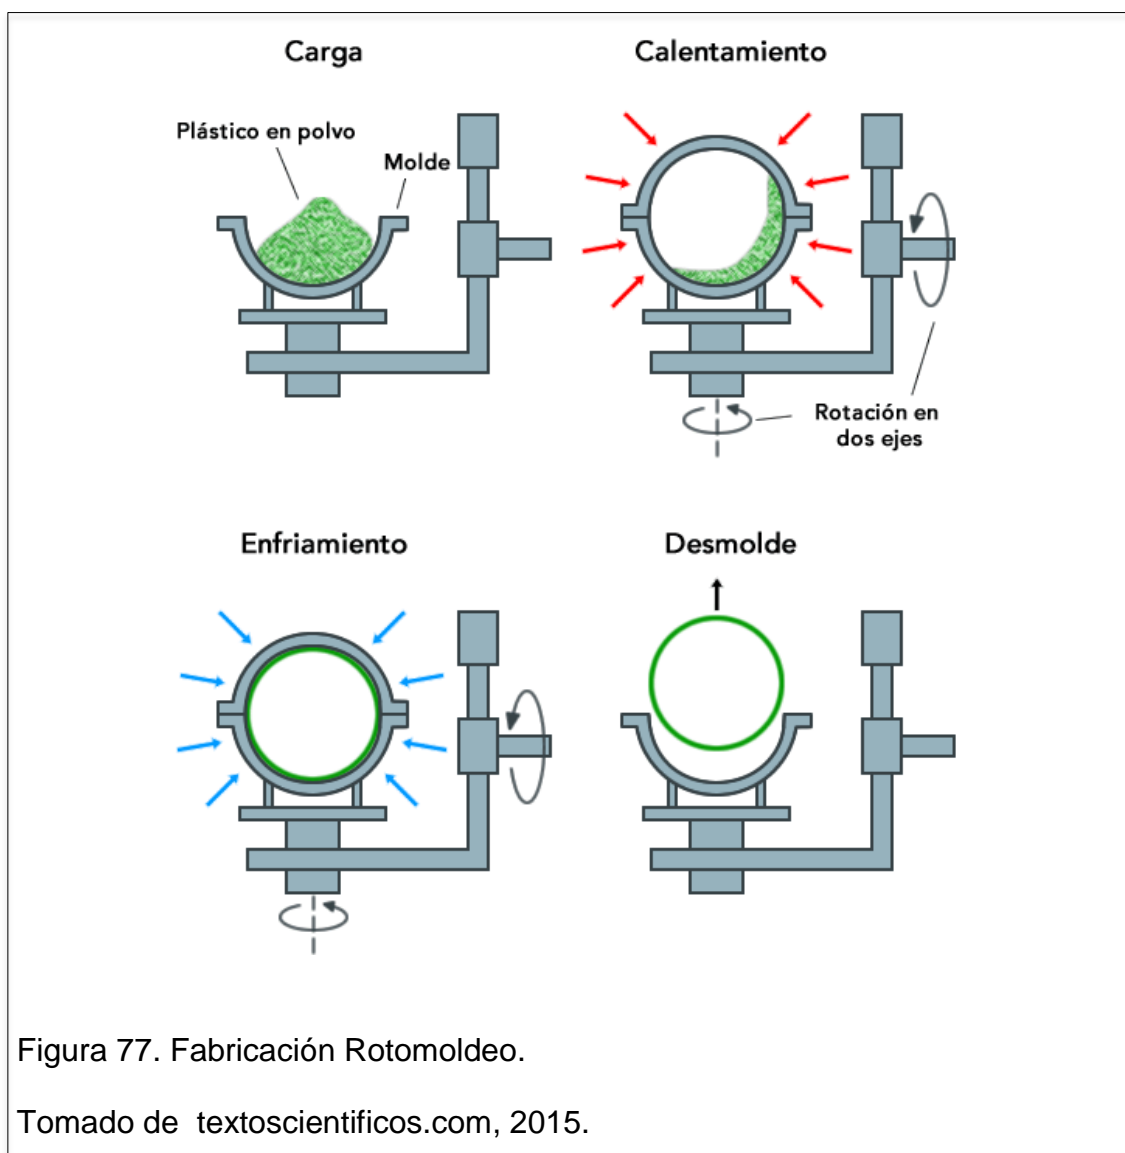 Carga
Calentamiento
Plástico en polvo
Molde
Rotación en
dos ejes
Enfriamiento
Desmolde
Figura 77. Fabricación Rotomoldeo.
Tomado de  textoscientificos.com, 2015.